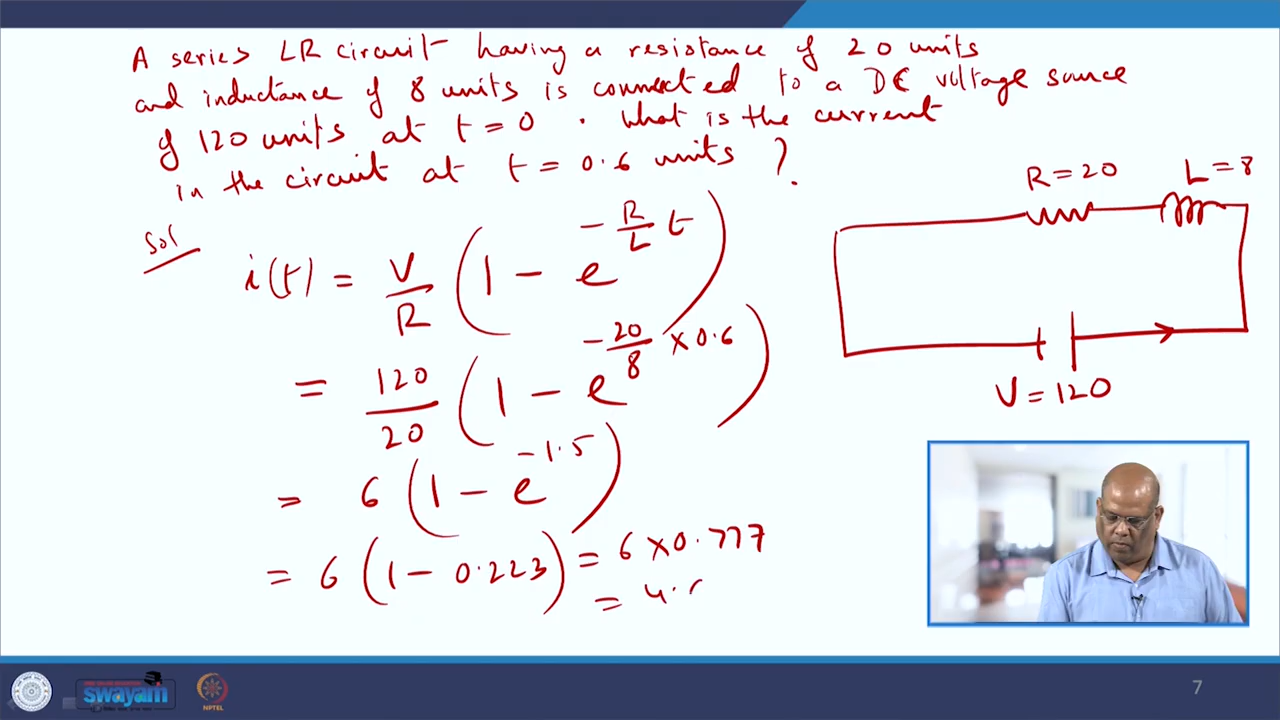 A series LR circuit having a resistance of 20 units
and inductance of 8 units is connected to a DC voltage source
of 120 units at t = 0 . What is the current
in the circuit at t = 0.6 units ?
Sol
i(t) = V/R (1 - e^(-R/L t))
= 120/20 (1 - e^(-20/8 × 0.6))
= 6 (1 - e^(-1.5))
= 6 (1 - 0.223) = 6 × 0.777
= 4.
R = 20
L = 8
V = 120
swayam
NPTEL
7